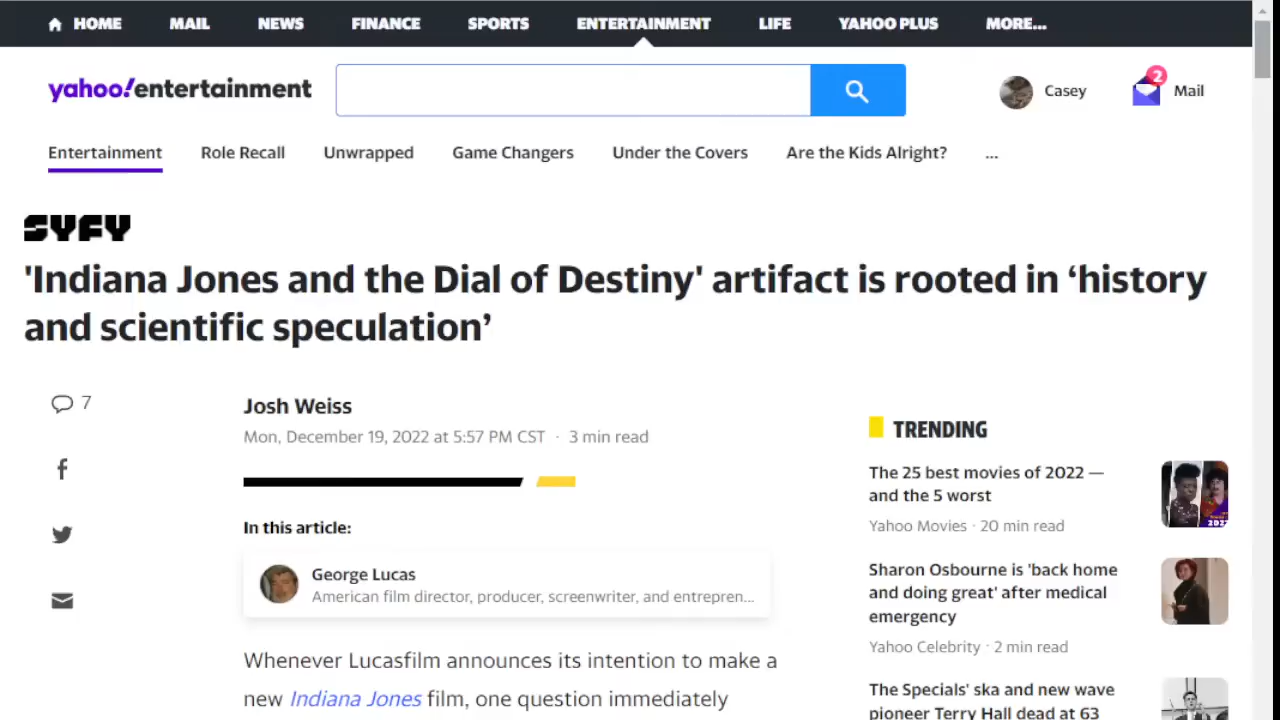 HOME MAIL NEWS FINANCE SPORTS ENTERTAINMENT LIFE YAHOO PLUS MORE...
yahoo!entertainment
Casey
2
Mail
Entertainment Role Recall Unwrapped Game Changers Under the Covers Are the Kids Alright? ...
SYFY
'Indiana Jones and the Dial of Destiny' artifact is rooted in ‘history
and scientific speculation’
7
Josh Weiss
Mon, December 19, 2022 at 5:57 PM CST · 3 min read
In this article:
George Lucas
American film director, producer, screenwriter, and entrepren...
Whenever Lucasfilm announces its intention to make a
new Indiana Jones film, one question immediately
TRENDING
The 25 best movies of 2022 —
and the 5 worst
Yahoo Movies · 20 min read
Sharon Osbourne is 'back home
and doing great' after medical
emergency
Yahoo Celebrity · 2 min read
The Specials' ska and new wave
pioneer Terry Hall dead at 63